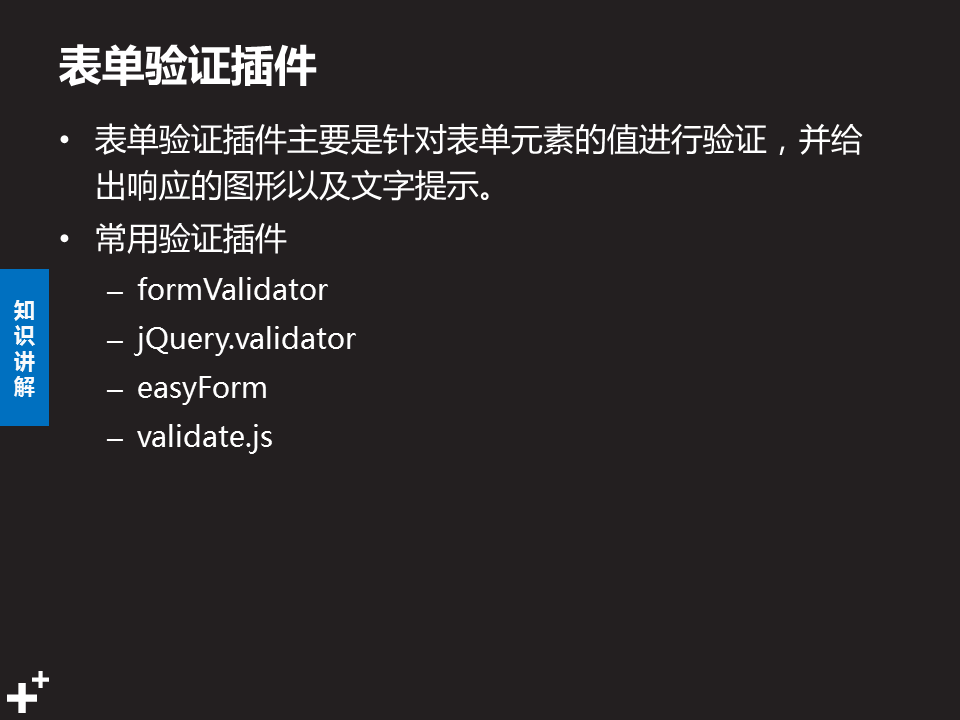 表单验证插件
• 表单验证插件主要是针对表单元素的值进行验证，并给
出响应的图形以及文字提示。
• 常用验证插件
– formValidator
– jQuery.validator
– easyForm
– validate.js
知
识
讲
解